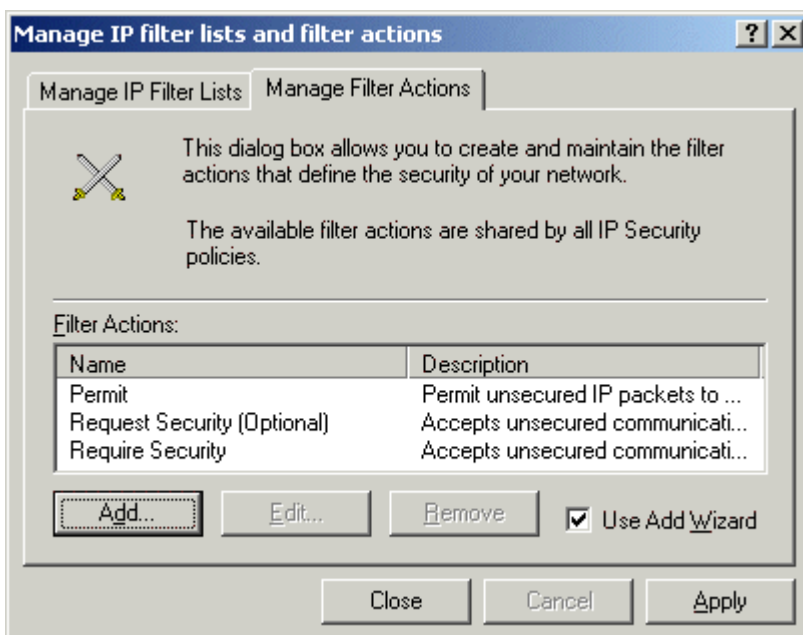 Manage IP filter lists and filter actions
Manage IP Filter Lists
Manage Filter Actions
This dialog box allows you to create and maintain the filter
actions that define the security of your network.
The available filter actions are shared by all IP Security
policies.
Filter Actions:
Name Description
Permit Permit unsecured IP packets to ...
Request Security (Optional) Accepts unsecured communicati...
Require Security Accepts unsecured communicati...
Add... Edit... Remove Use Add Wizard
Close Cancel Apply